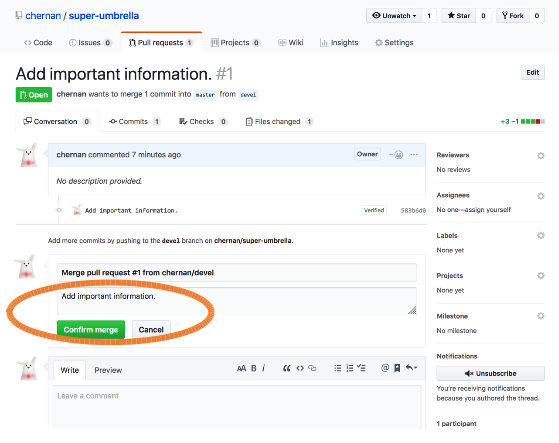 chernan / super-umbrella
Unwatch 1 Star 0 Fork 0
Code Issues 0 Pull requests 1 Projects 0 Wiki Insights Settings
Add important information. #1
Edit
Open chernan wants to merge 1 commit into master from devel
Conversation 0 Commits 1 Checks 0 Files changed 1
+3 −1
chernan commented 7 minutes ago
Owner
No description provided.
Add important information.
Verified
583b6d0
Add more commits by pushing to the devel branch on chernan/super-umbrella.
Merge pull request #1 from chernan/devel
Add important information.
Confirm merge Cancel
Write Preview
AA B i
Leave a comment
Reviewers
No reviews
Assignees
No one—assign yourself
Labels
None yet
Projects
None yet
Milestone
No milestone
Notifications
Unsubscribe
You're receiving notifications
because you authored the thread.
1 participant